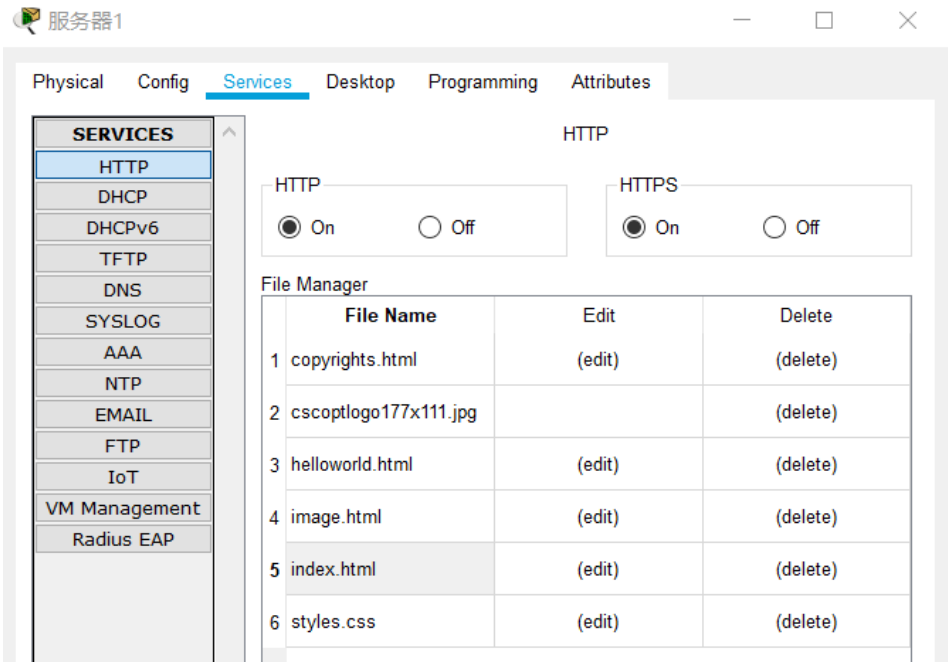 服务器1
Physical Config Services Desktop Programming Attributes
SERVICES
HTTP
DHCP
DHCPv6
TFTP
DNS
SYSLOG
AAA
NTP
EMAIL
FTP
IoT
VM Management
Radius EAP
HTTP
HTTP
On Off
HTTPS
On Off
File Manager
File Name Edit Delete
1 copyrights.html (edit) (delete)
2 cscoptlogo177x111.jpg (delete)
3 helloworld.html (edit) (delete)
4 image.html (edit) (delete)
5 index.html (edit) (delete)
6 styles.css (edit) (delete)